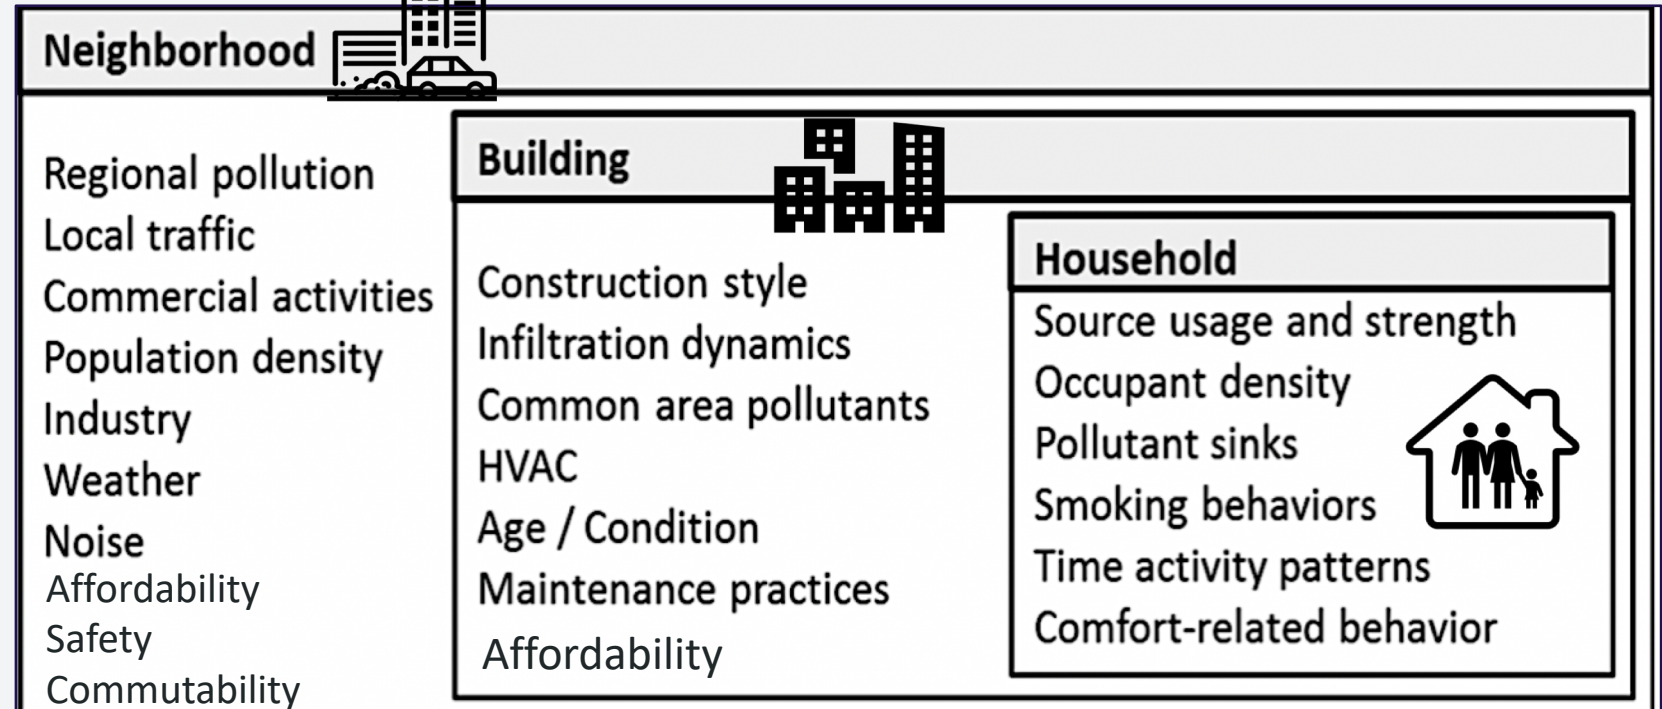 Neighborhood
Regional pollution
Local traffic
Commercial activities
Population density
Industry
Weather
Noise
Affordability
Safety
Commutability
Building
Construction style
Infiltration dynamics
Common area pollutants
HVAC
Age / Condition
Maintenance practices
Affordability
Household
Source usage and strength
Occupant density
Pollutant sinks
Smoking behaviors
Time activity patterns
Comfort-related behavior